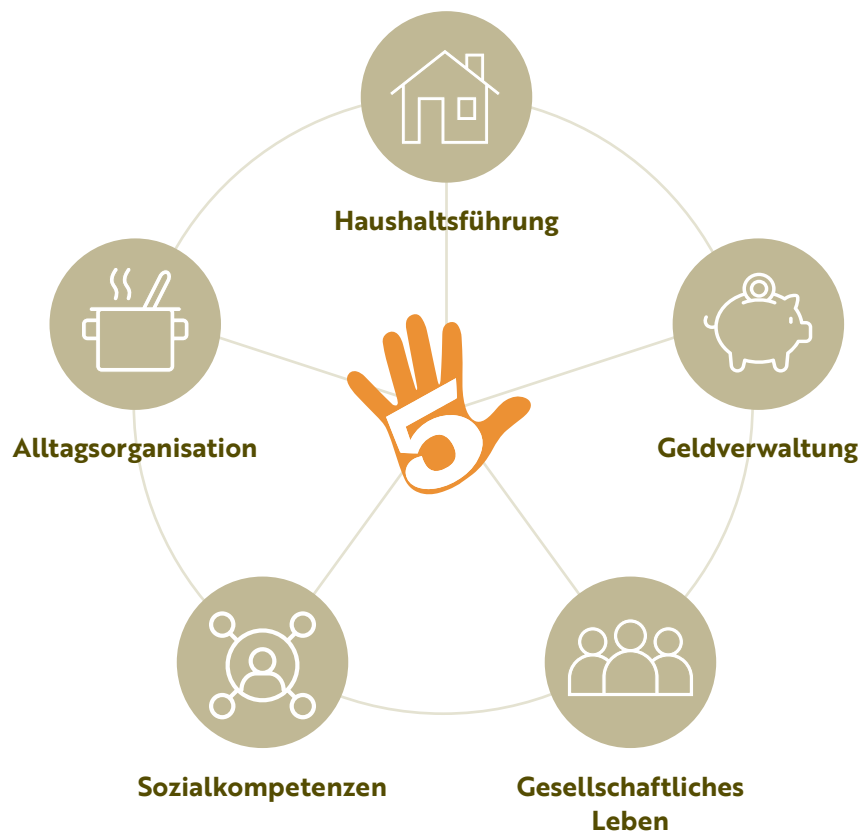 Haushaltsführung
Alltagsorganisation
Geldverwaltung
5
Sozialkompetenzen
Gesellschaftliches
Leben